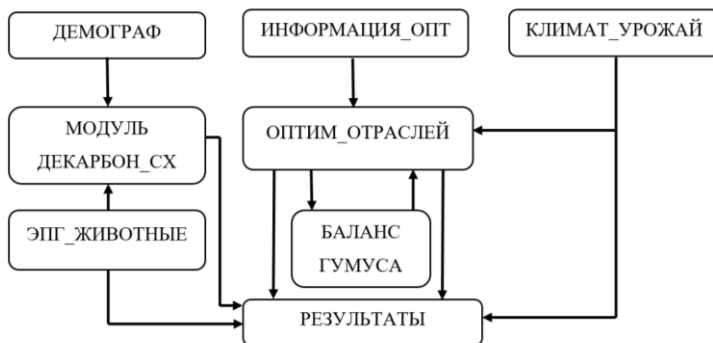 ДЕМОГРАФ
ИНФОРМАЦИЯ_ОПТ
КЛИМАТ_УРОЖАЙ
МОДУЛЬ
ДЕКАРБОН_СХ
ОПТИМ_ОТРАСЛЕЙ
ЭПГ_ЖИВОТНЫЕ
БАЛАНС
ГУМУСА
РЕЗУЛЬТАТЫ